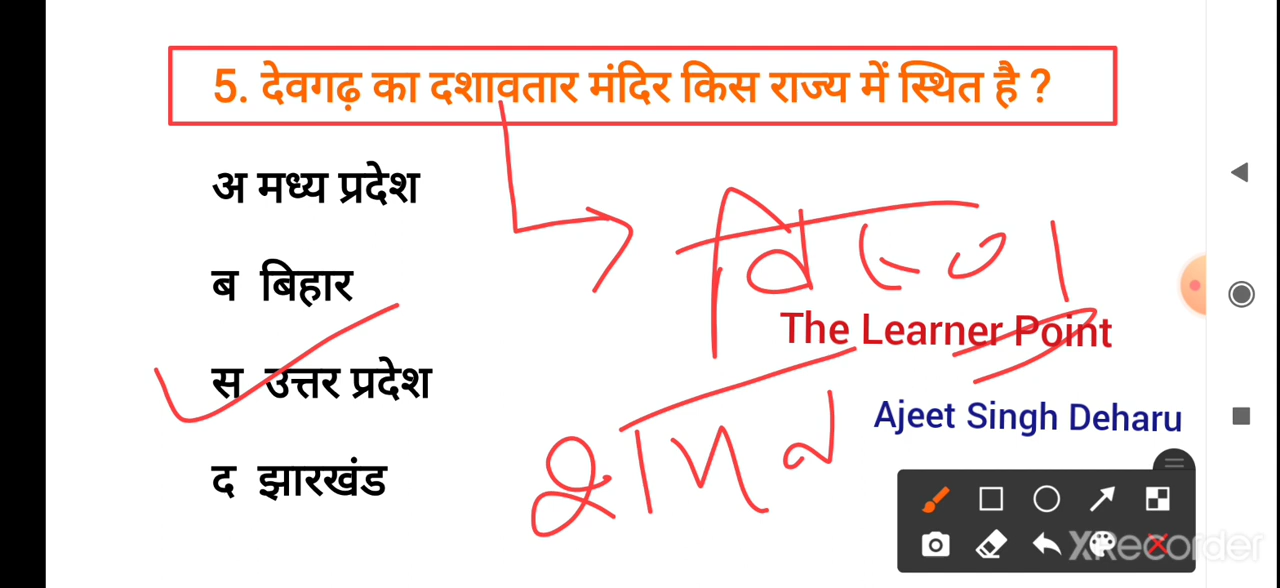 5. देवगढ़ का दशावतार मंदिर किस राज्य में स्थित है ?
अ मध्य प्रदेश
ब बिहार
स उत्तर प्रदेश
द झारखंड
The Learner Point
Ajeet Singh Deharu
XRecorder